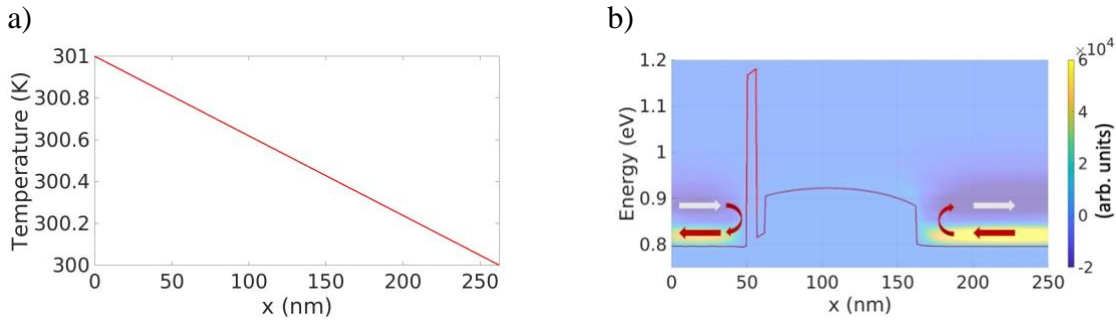 a)
Temperature (K)
301
300.8
300.6
300.4
300.2
300
0 50 100 150 200 250
x (nm)
b)
Energy (eV)
1.2
1.1
1
0.9
0.8
0 50 100 150 200 250
x (nm)
×10⁴
6
4
2
0
-2
(arb. units)